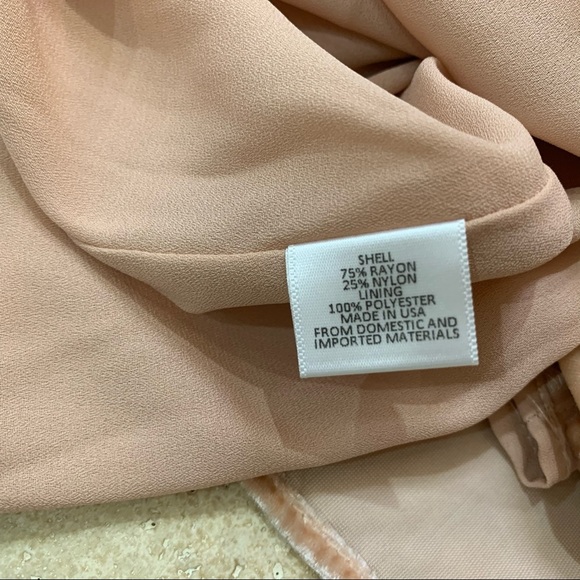 SHELL
75% RAYON
25% NYLON
LINING
100% POLYESTER
MADE IN USA
FROM DOMESTIC AND
IMPORTED MATERIALS